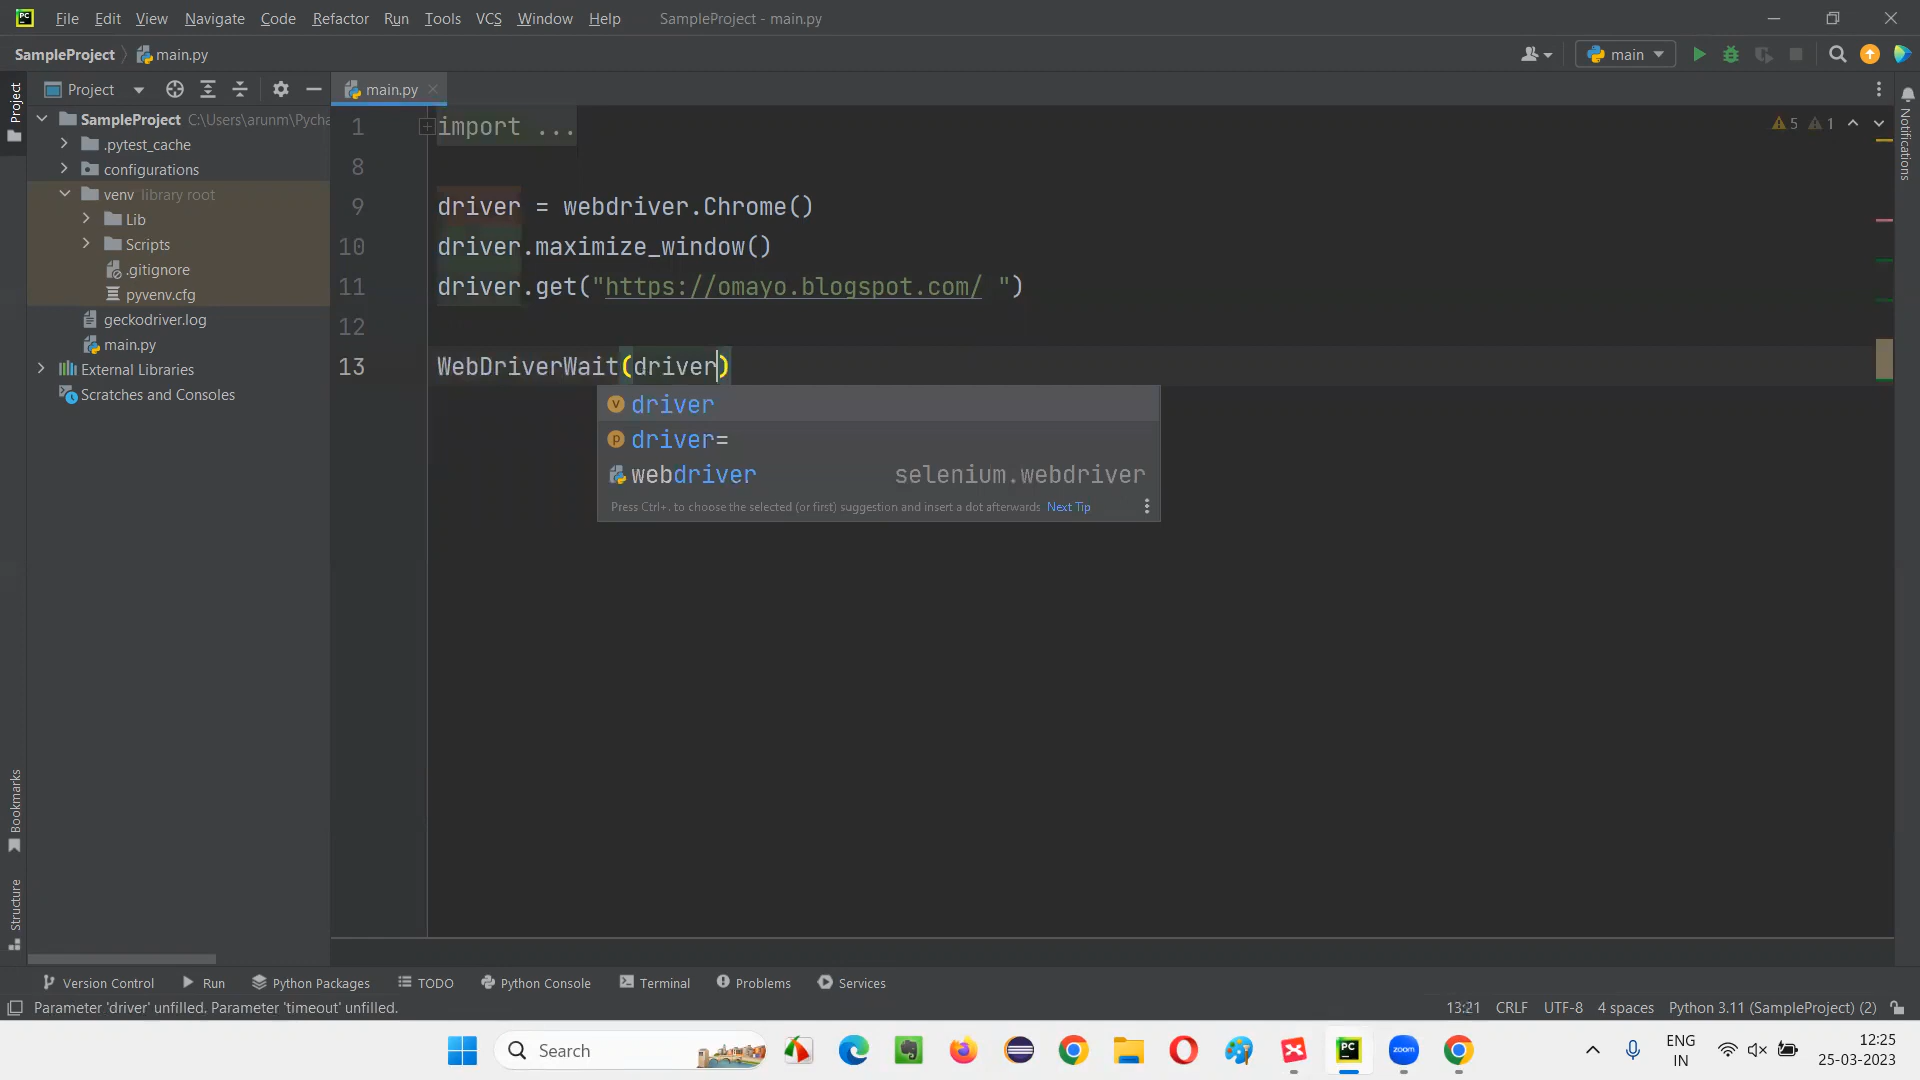 File Edit View Navigate Code Refactor Run Tools VCS Window Help SampleProject - main.py
SampleProject main.py main
Project main.py
Project
SampleProject C:\Users\arunm\Pycha
.pytest_cache
configurations
venv library root
Lib
Scripts
.gitignore
pyvenv.cfg
geckodriver.log
main.py
External Libraries
Scratches and Consoles
Bookmarks
Structure
1 import ...
8
9 driver = webdriver.Chrome()
10 driver.maximize_window()
11 driver.get("https://omayo.blogspot.com/ ")
12
13 WebDriverWait(driver)
driver
driver=
webdriver selenium.webdriver
Press Ctrl+. to choose the selected (or first) suggestion and insert a dot afterwards Next Tip
5 1
Notifications
Version Control Run Python Packages TODO Python Console Terminal Problems Services
Parameter 'driver' unfilled. Parameter 'timeout' unfilled. 13:21 CRLF UTF-8 4 spaces Python 3.11 (SampleProject) (2)
Search
PC
zoom
ENG
IN
12:25
25-03-2023